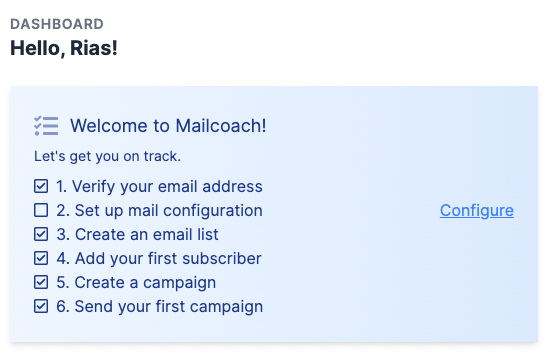 DASHBOARD
Hello, Rias!
Welcome to Mailcoach!
Let's get you on track.
1. Verify your email address
2. Set up mail configuration Configure
3. Create an email list
4. Add your first subscriber
5. Create a campaign
6. Send your first campaign